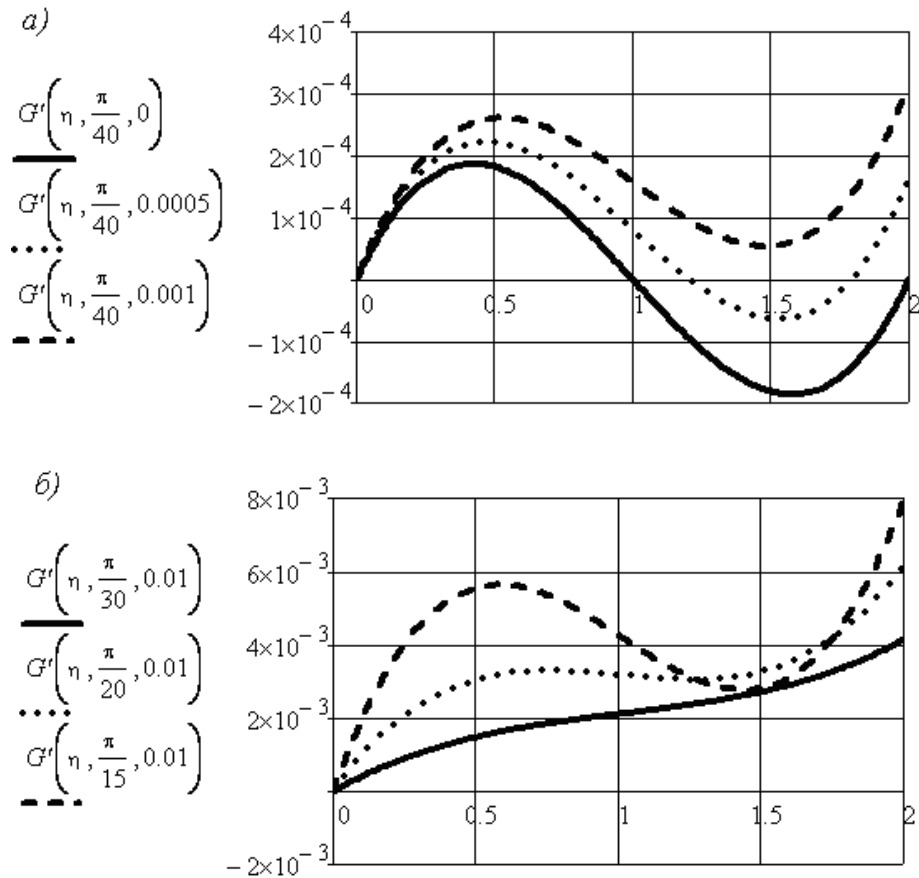 а)
4×10⁻⁴
3×10⁻⁴
2×10⁻⁴
1×10⁻⁴
−1×10⁻⁴
−2×10⁻⁴
0 0.5 1 1.5 2
G'(η, π/40, 0)
G'(η, π/40, 0.0005)
G'(η, π/40, 0.001)
б)
8×10⁻³
6×10⁻³
4×10⁻³
2×10⁻³
−2×10⁻³
0 0.5 1 1.5 2
G'(η, π/30, 0.01)
G'(η, π/20, 0.01)
G'(η, π/15, 0.01)